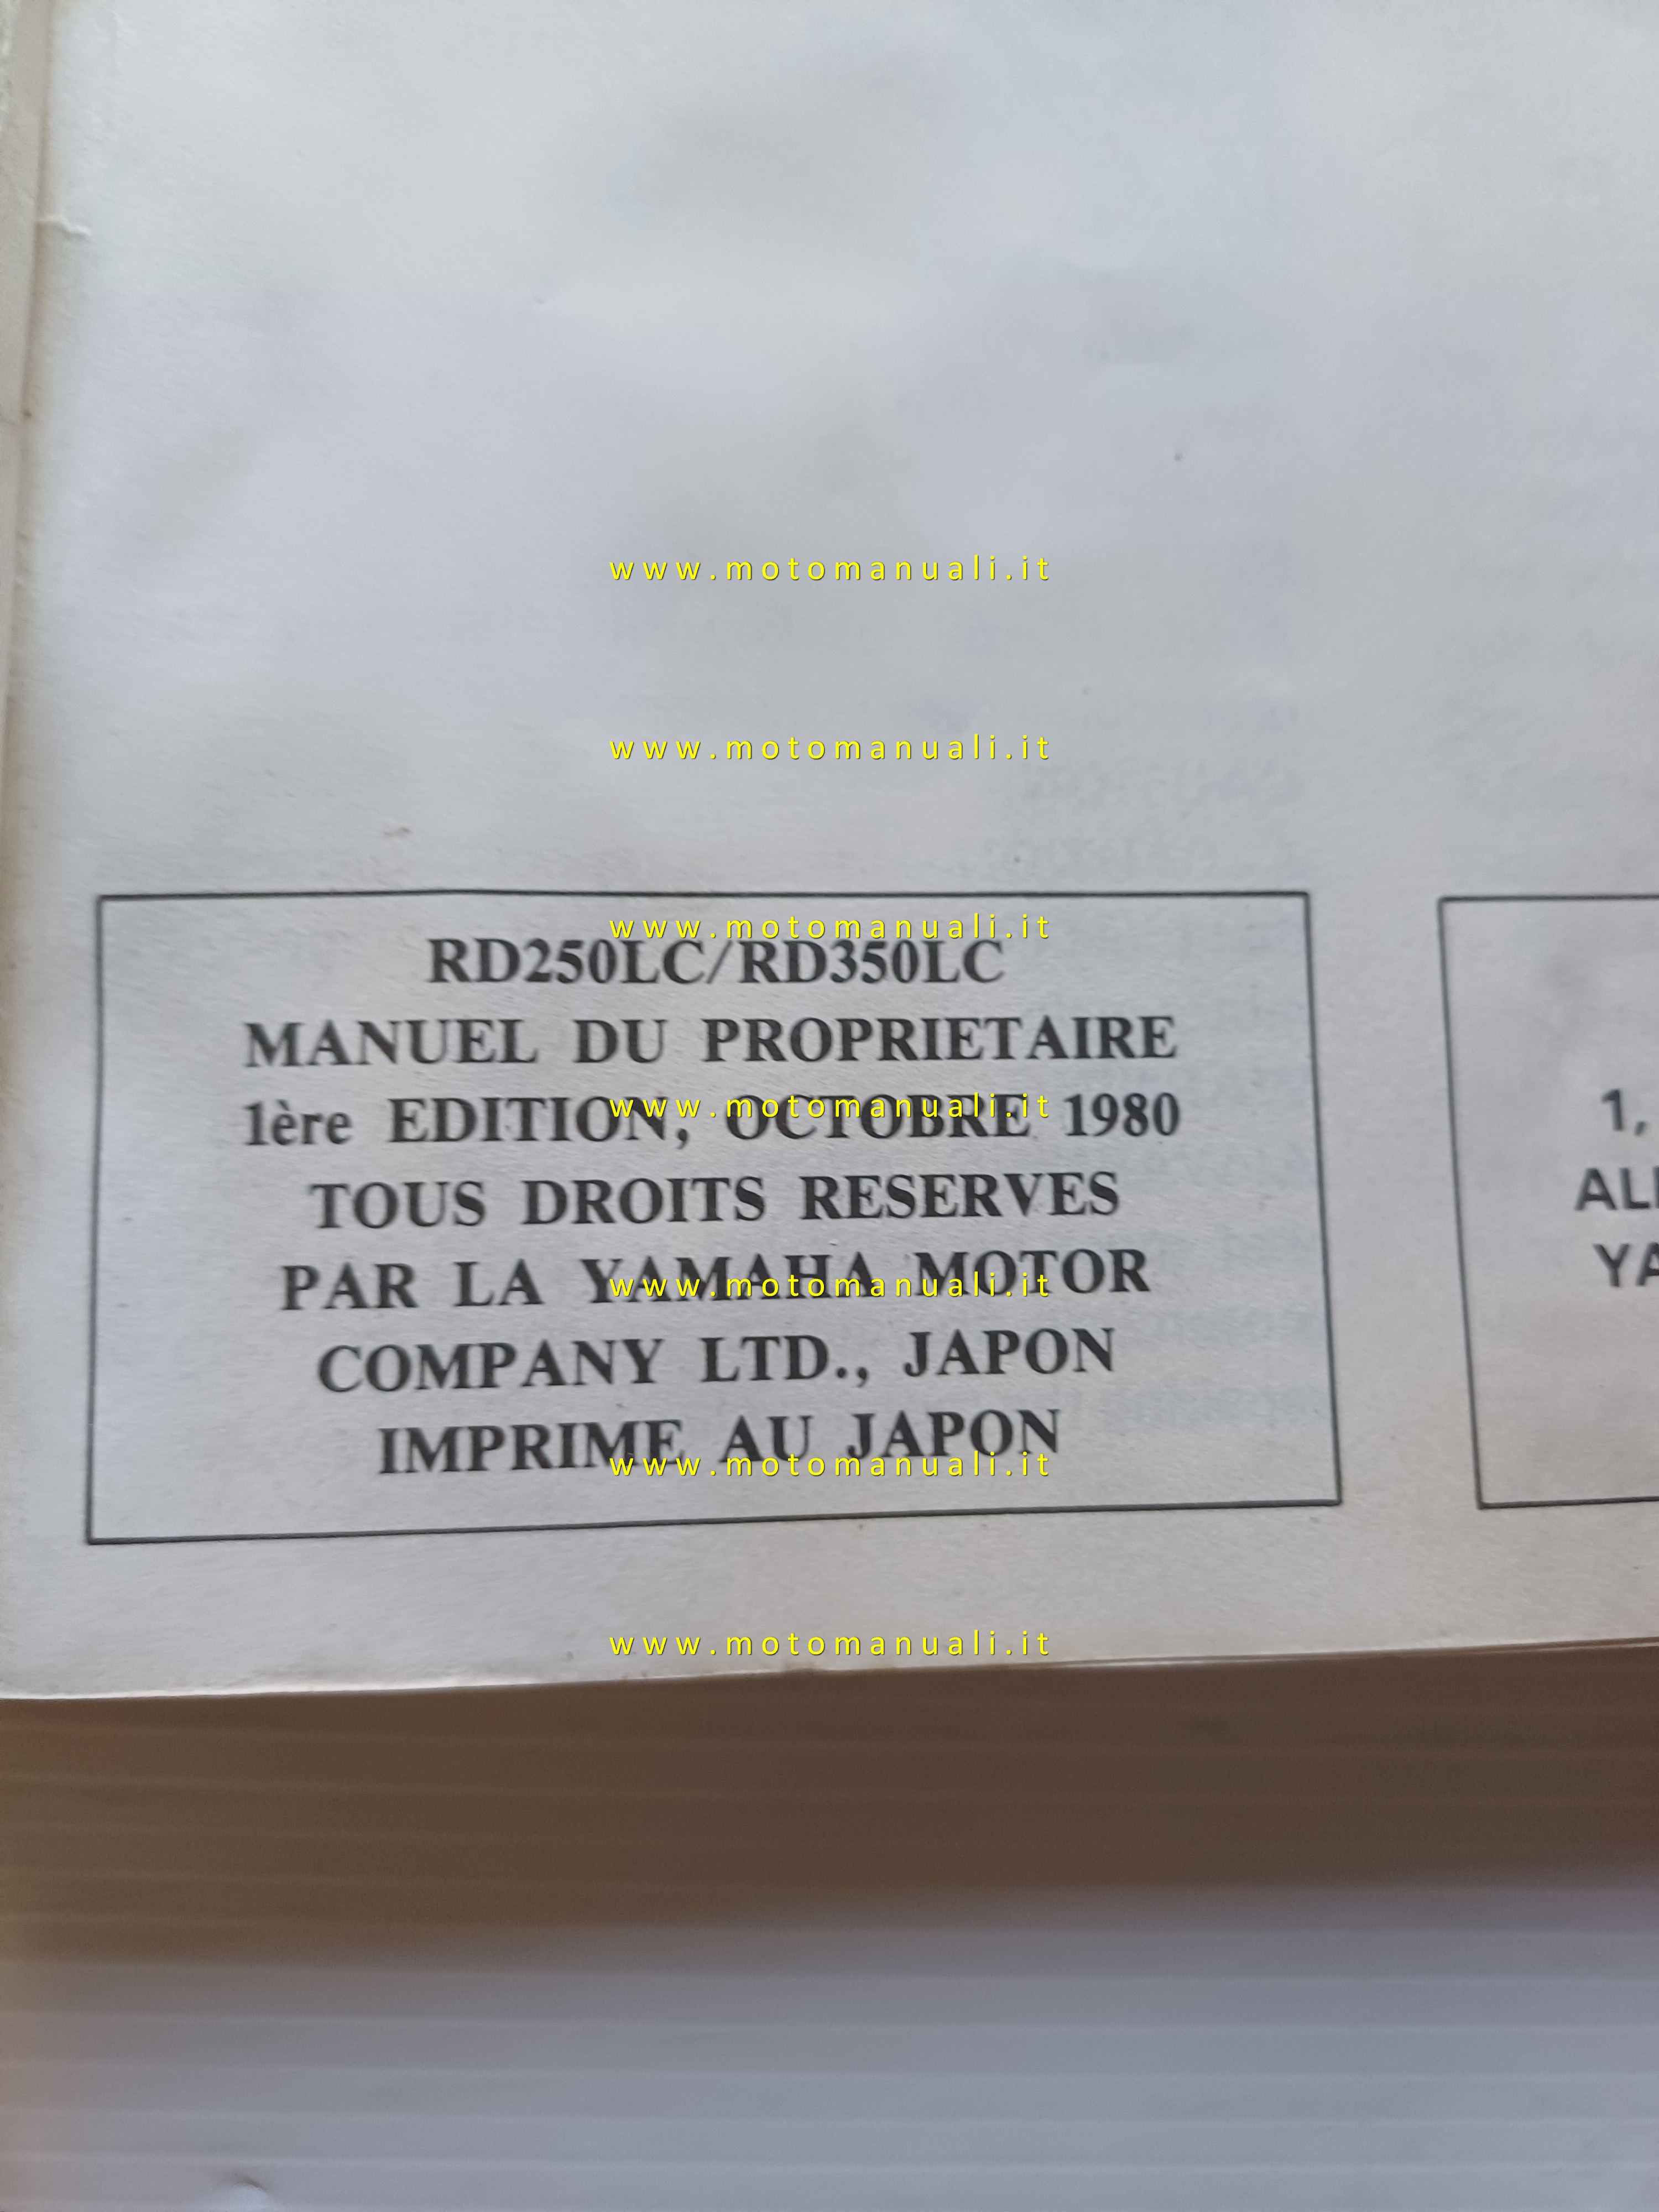 www.motomanuali.it
www.motomanuali.it
www.motomanuali.it
RD250LC/RD350LC
MANUEL DU PROPRIETAIRE
www.motomanuali.it
1ère EDITION, OCTOBRE 1980
TOUS DROITS RESERVES
PAR LA YAMAHA MOTOR
www.motomanuali.it
COMPANY LTD., JAPON
IMPRIME AU JAPON
www.motomanuali.it
www.motomanuali.it
1,